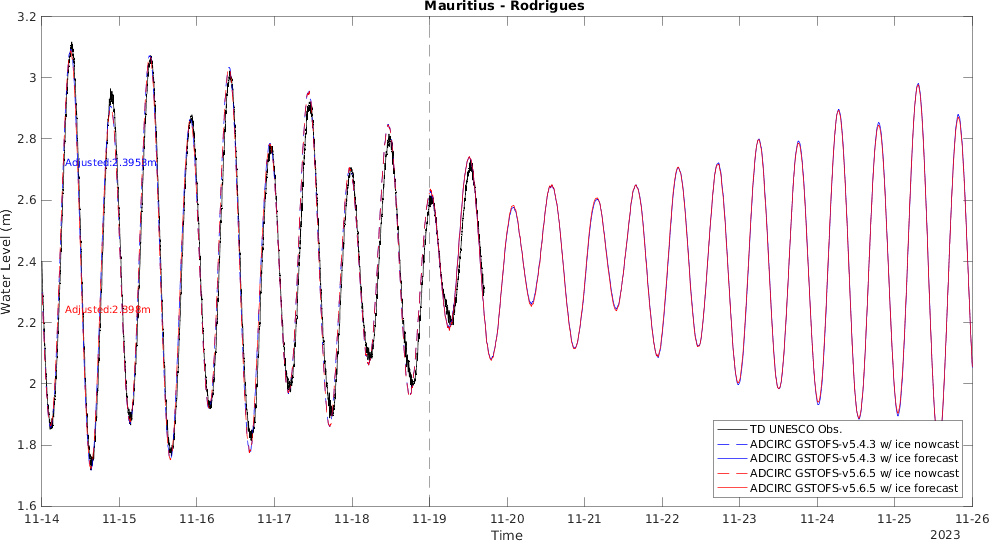 Mauritius - Rodrigues
3.2
3
2.8
2.6
2.4
2.2
2
1.8
1.6
Water Level (m)
Adjusted:2.3953m
Adjusted:2.398m
TD UNESCO Obs.
ADCIRC GSTOFS-v5.4.3 w/ ice nowcast
ADCIRC GSTOFS-v5.4.3 w/ ice forecast
ADCIRC GSTOFS-v5.6.5 w/ ice nowcast
ADCIRC GSTOFS-v5.6.5 w/ ice forecast
11-14 11-15 11-16 11-17 11-18 11-19 11-20 11-21 11-22 11-23 11-24 11-25 11-26
Time
2023